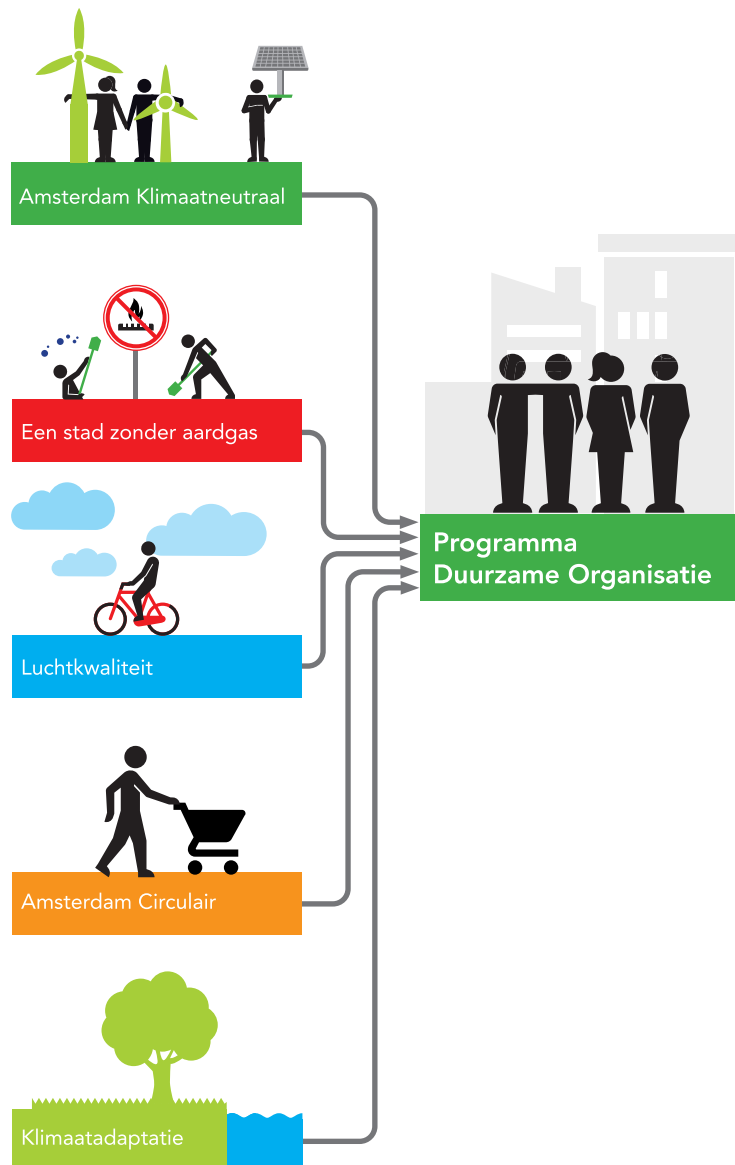 Amsterdam Klimaatneutraal
Een stad zonder aardgas
Luchtkwaliteit
Amsterdam Circulair
Klimaatadaptatie
Programma
Duurzame Organisatie